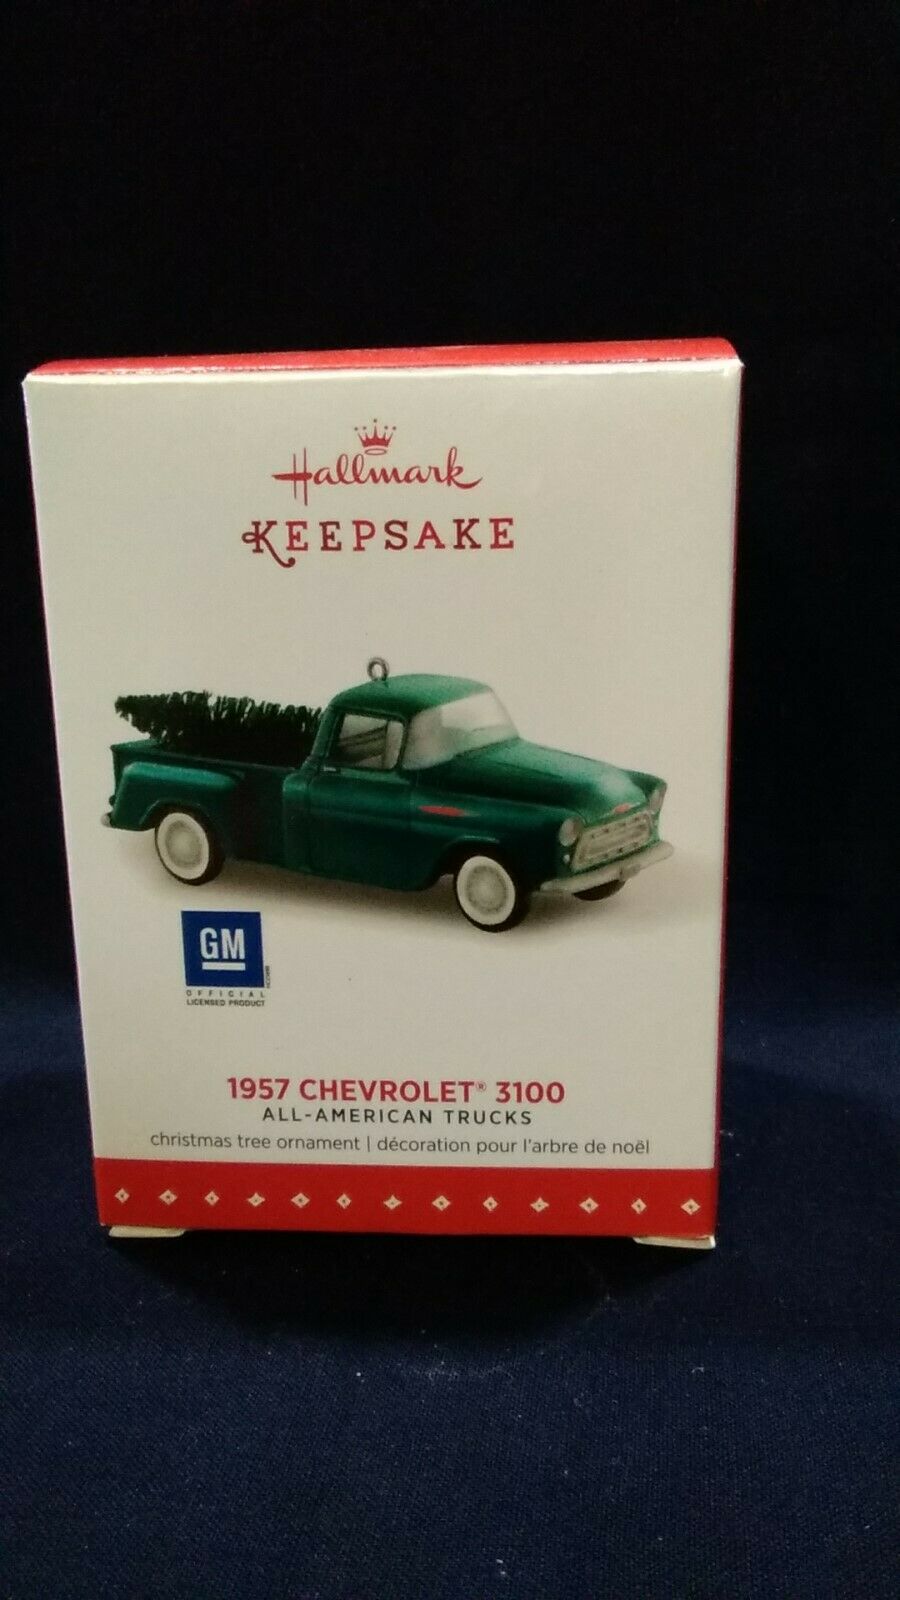 Hallmark
KEEPSAKE
GM
OFFICIAL
LICENSED PRODUCT
1957 CHEVROLET® 3100
ALL-AMERICAN TRUCKS
christmas tree ornament | décoration pour l'arbre de noël